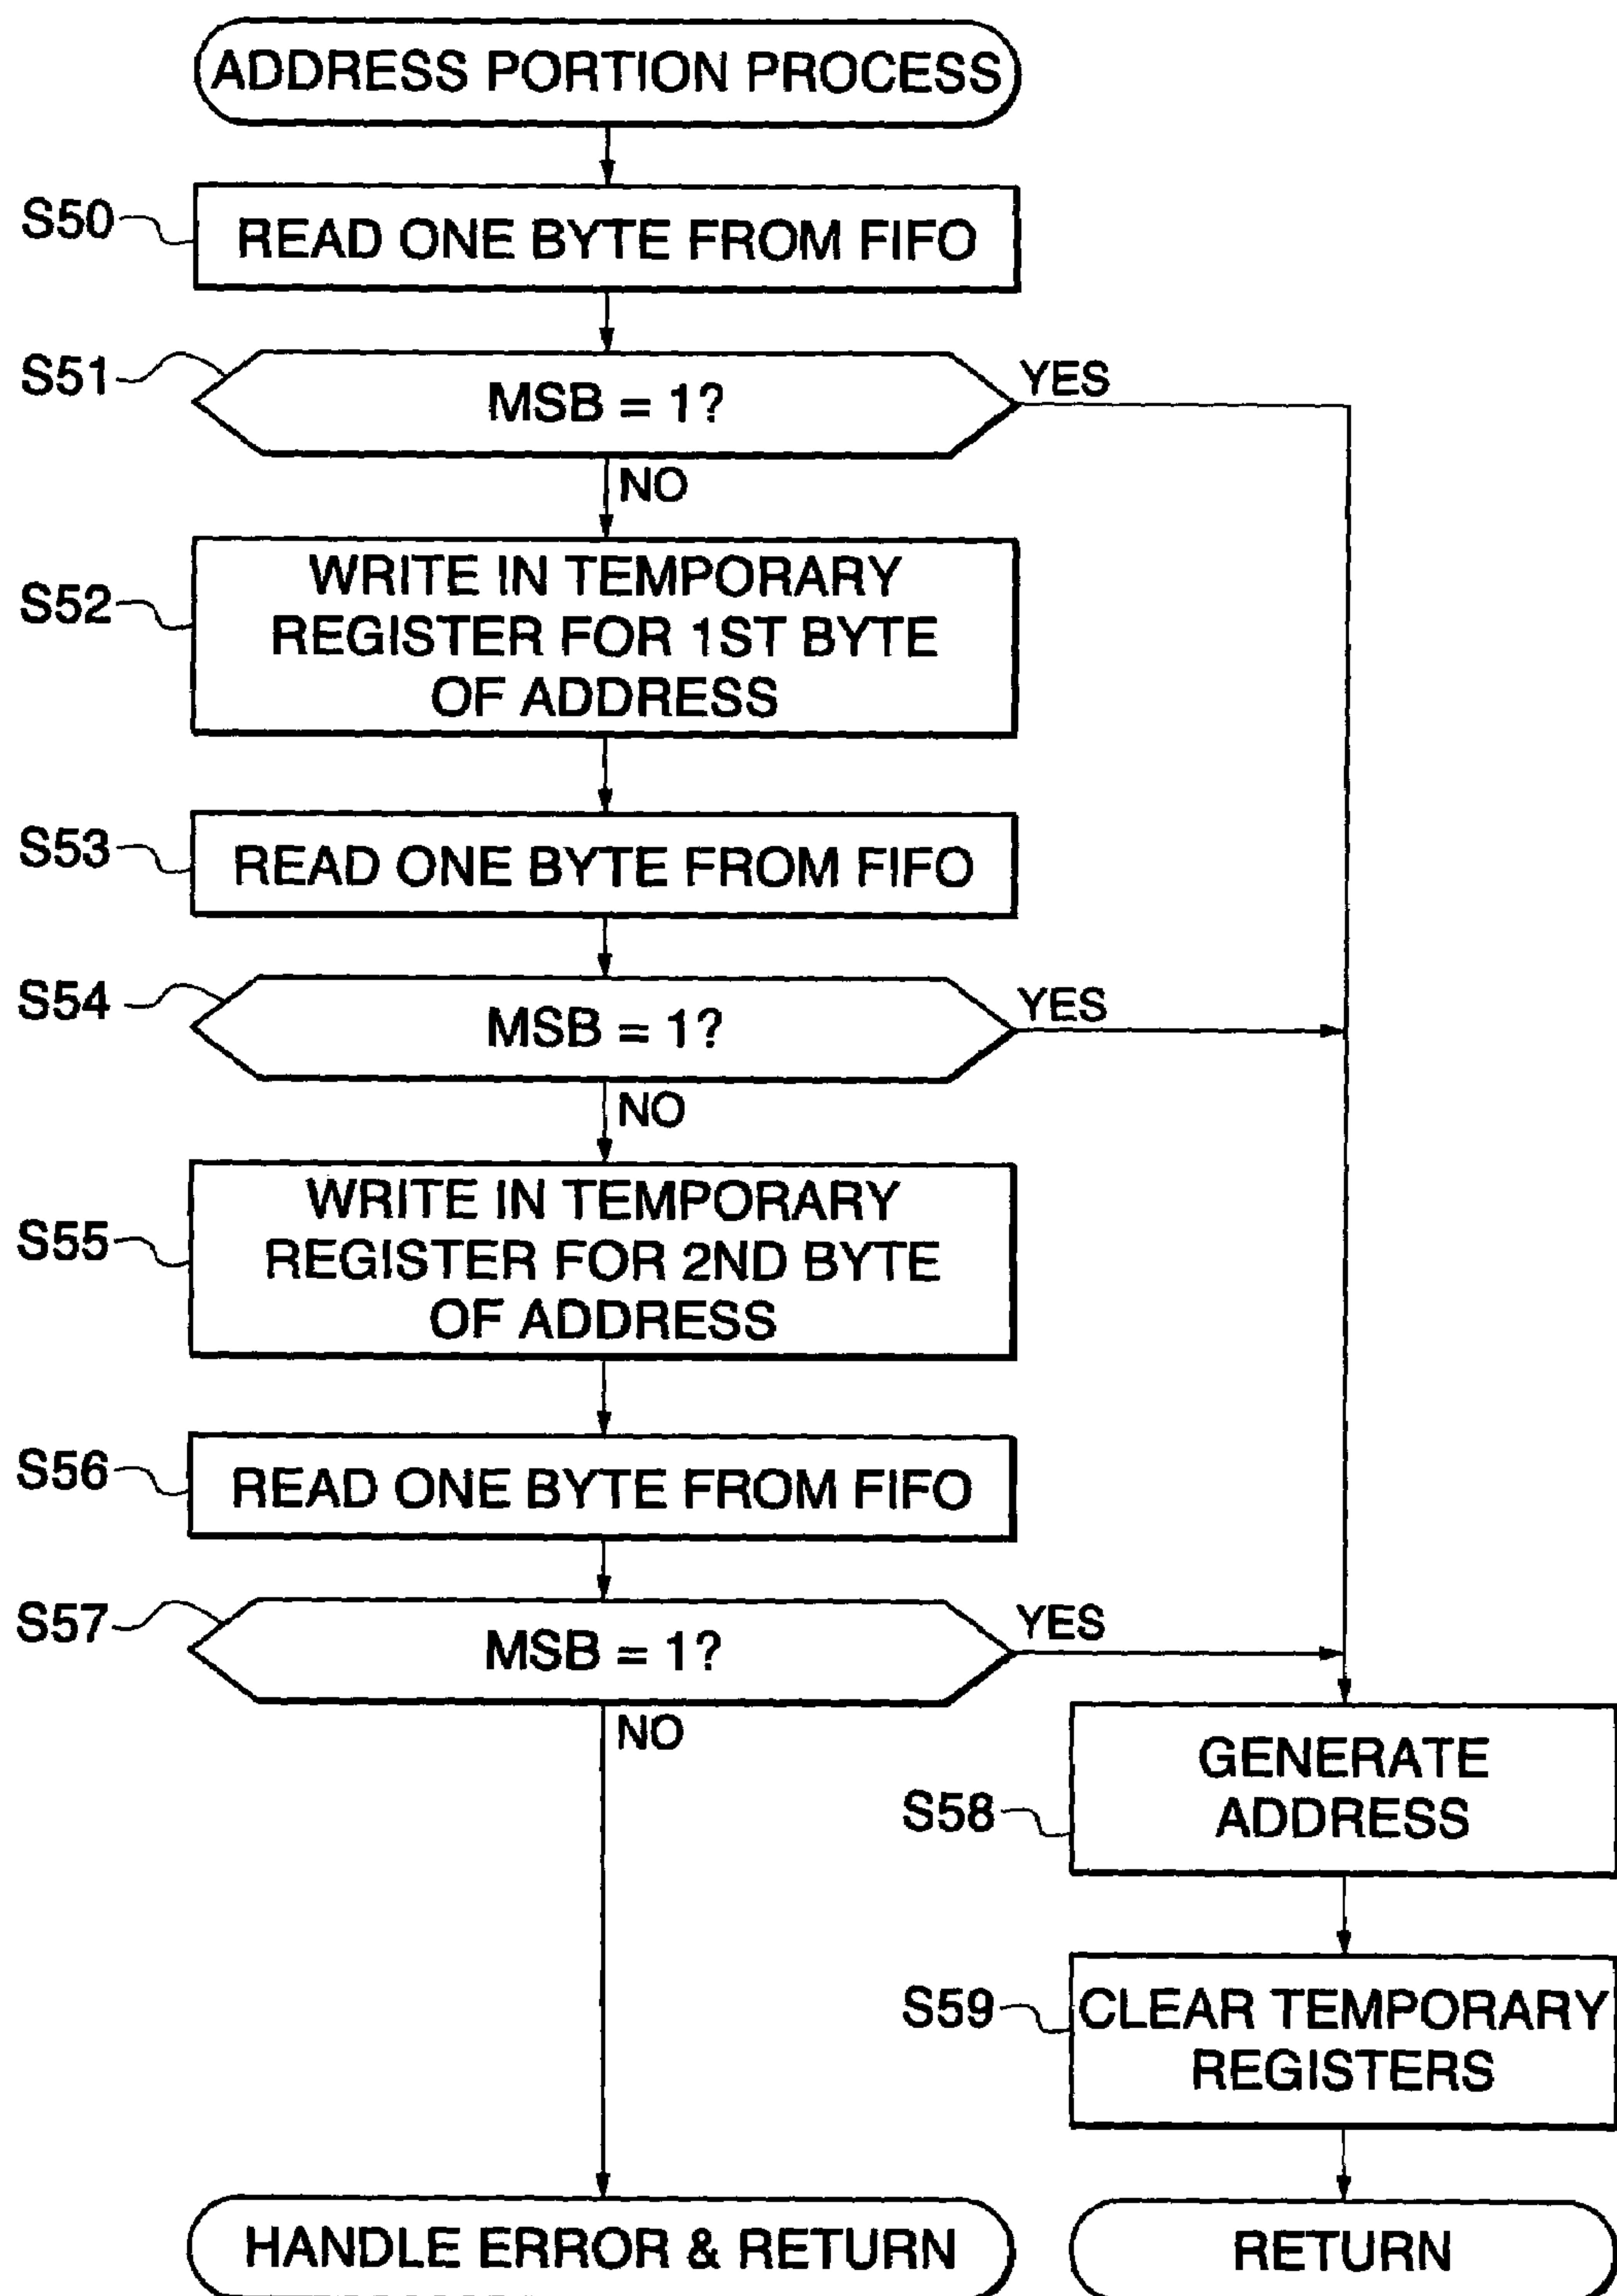 ADDRESS PORTION PROCESS
S50
READ ONE BYTE FROM FIFO
S51
MSB = 1?
YES
NO
S52
WRITE IN TEMPORARY
REGISTER FOR 1ST BYTE
OF ADDRESS
S53
READ ONE BYTE FROM FIFO
S54
MSB = 1?
YES
NO
S55
WRITE IN TEMPORARY
REGISTER FOR 2ND BYTE
OF ADDRESS
S56
READ ONE BYTE FROM FIFO
S57
MSB = 1?
YES
NO
S58
GENERATE
ADDRESS
S59
CLEAR TEMPORARY
REGISTERS
HANDLE ERROR & RETURN
RETURN